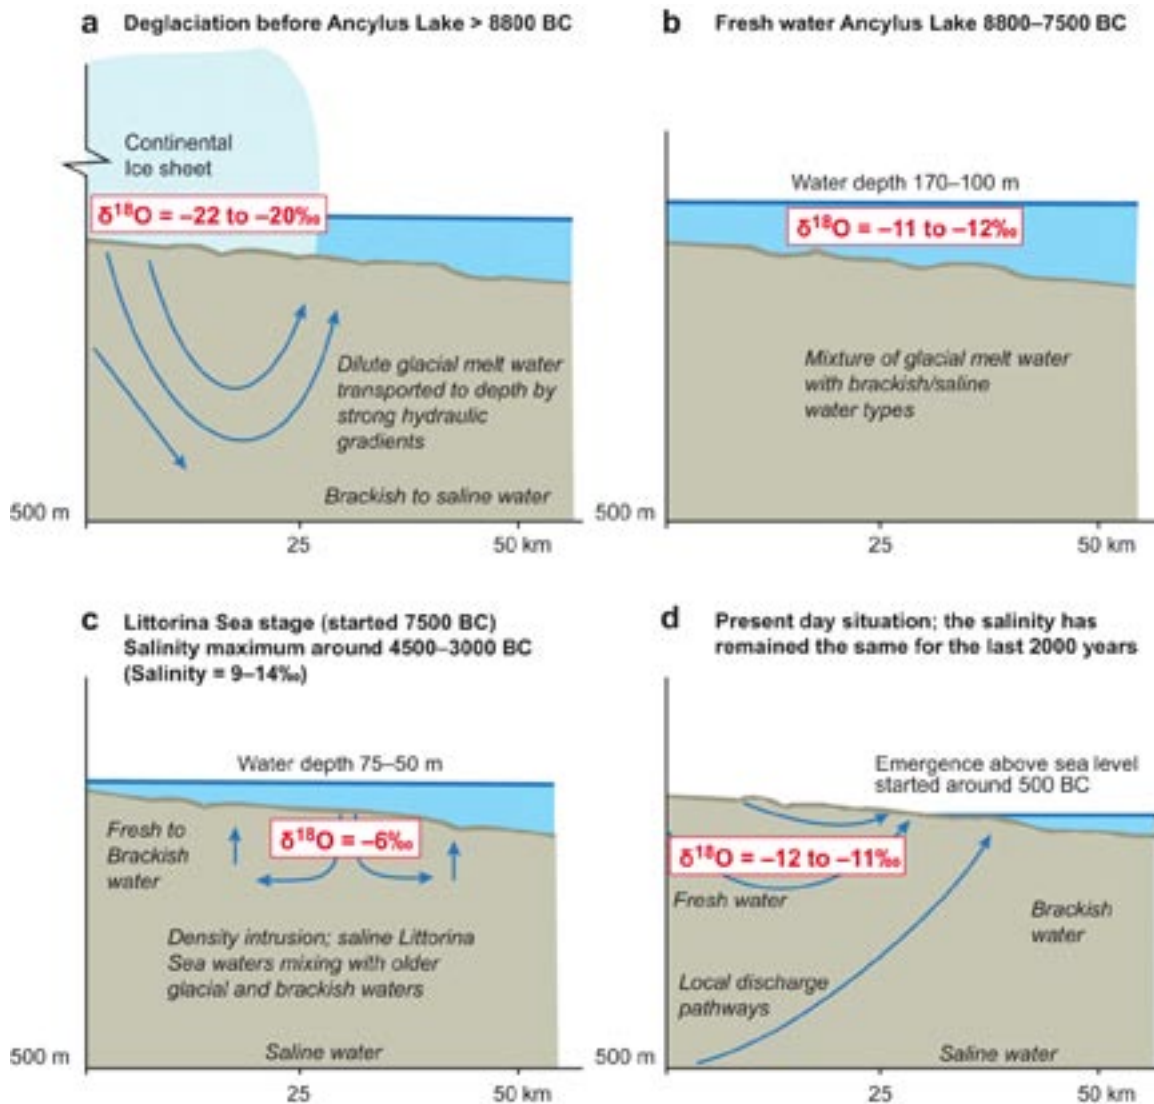 a Deglaciation before Ancylus Lake > 8800 BC
Continental
Ice sheet
δ¹⁸O = –22 to –20‰
Dilute glacial melt water
transported to depth by
strong hydraulic
gradients
Brackish to saline water
500 m
25
50 km
b Fresh water Ancylus Lake 8800–7500 BC
Water depth 170–100 m
δ¹⁸O = –11 to –12‰
Mixture of glacial melt water
with brackish/saline
water types
500 m
25
50 km
c Littorina Sea stage (started 7500 BC)
Salinity maximum around 4500–3000 BC
(Salinity = 9–14‰)
Water depth 75–50 m
Fresh to
Brackish
water
δ¹⁸O = –6‰
Density intrusion; saline Littorina
Sea waters mixing with older
glacial and brackish waters
Saline water
500 m
25
50 km
d Present day situation; the salinity has
remained the same for the last 2000 years
Emergence above sea level
started around 500 BC
δ¹⁸O = –12 to –11‰
Fresh water
Brackish
water
Local discharge
pathways
Saline water
500 m
25
50 km